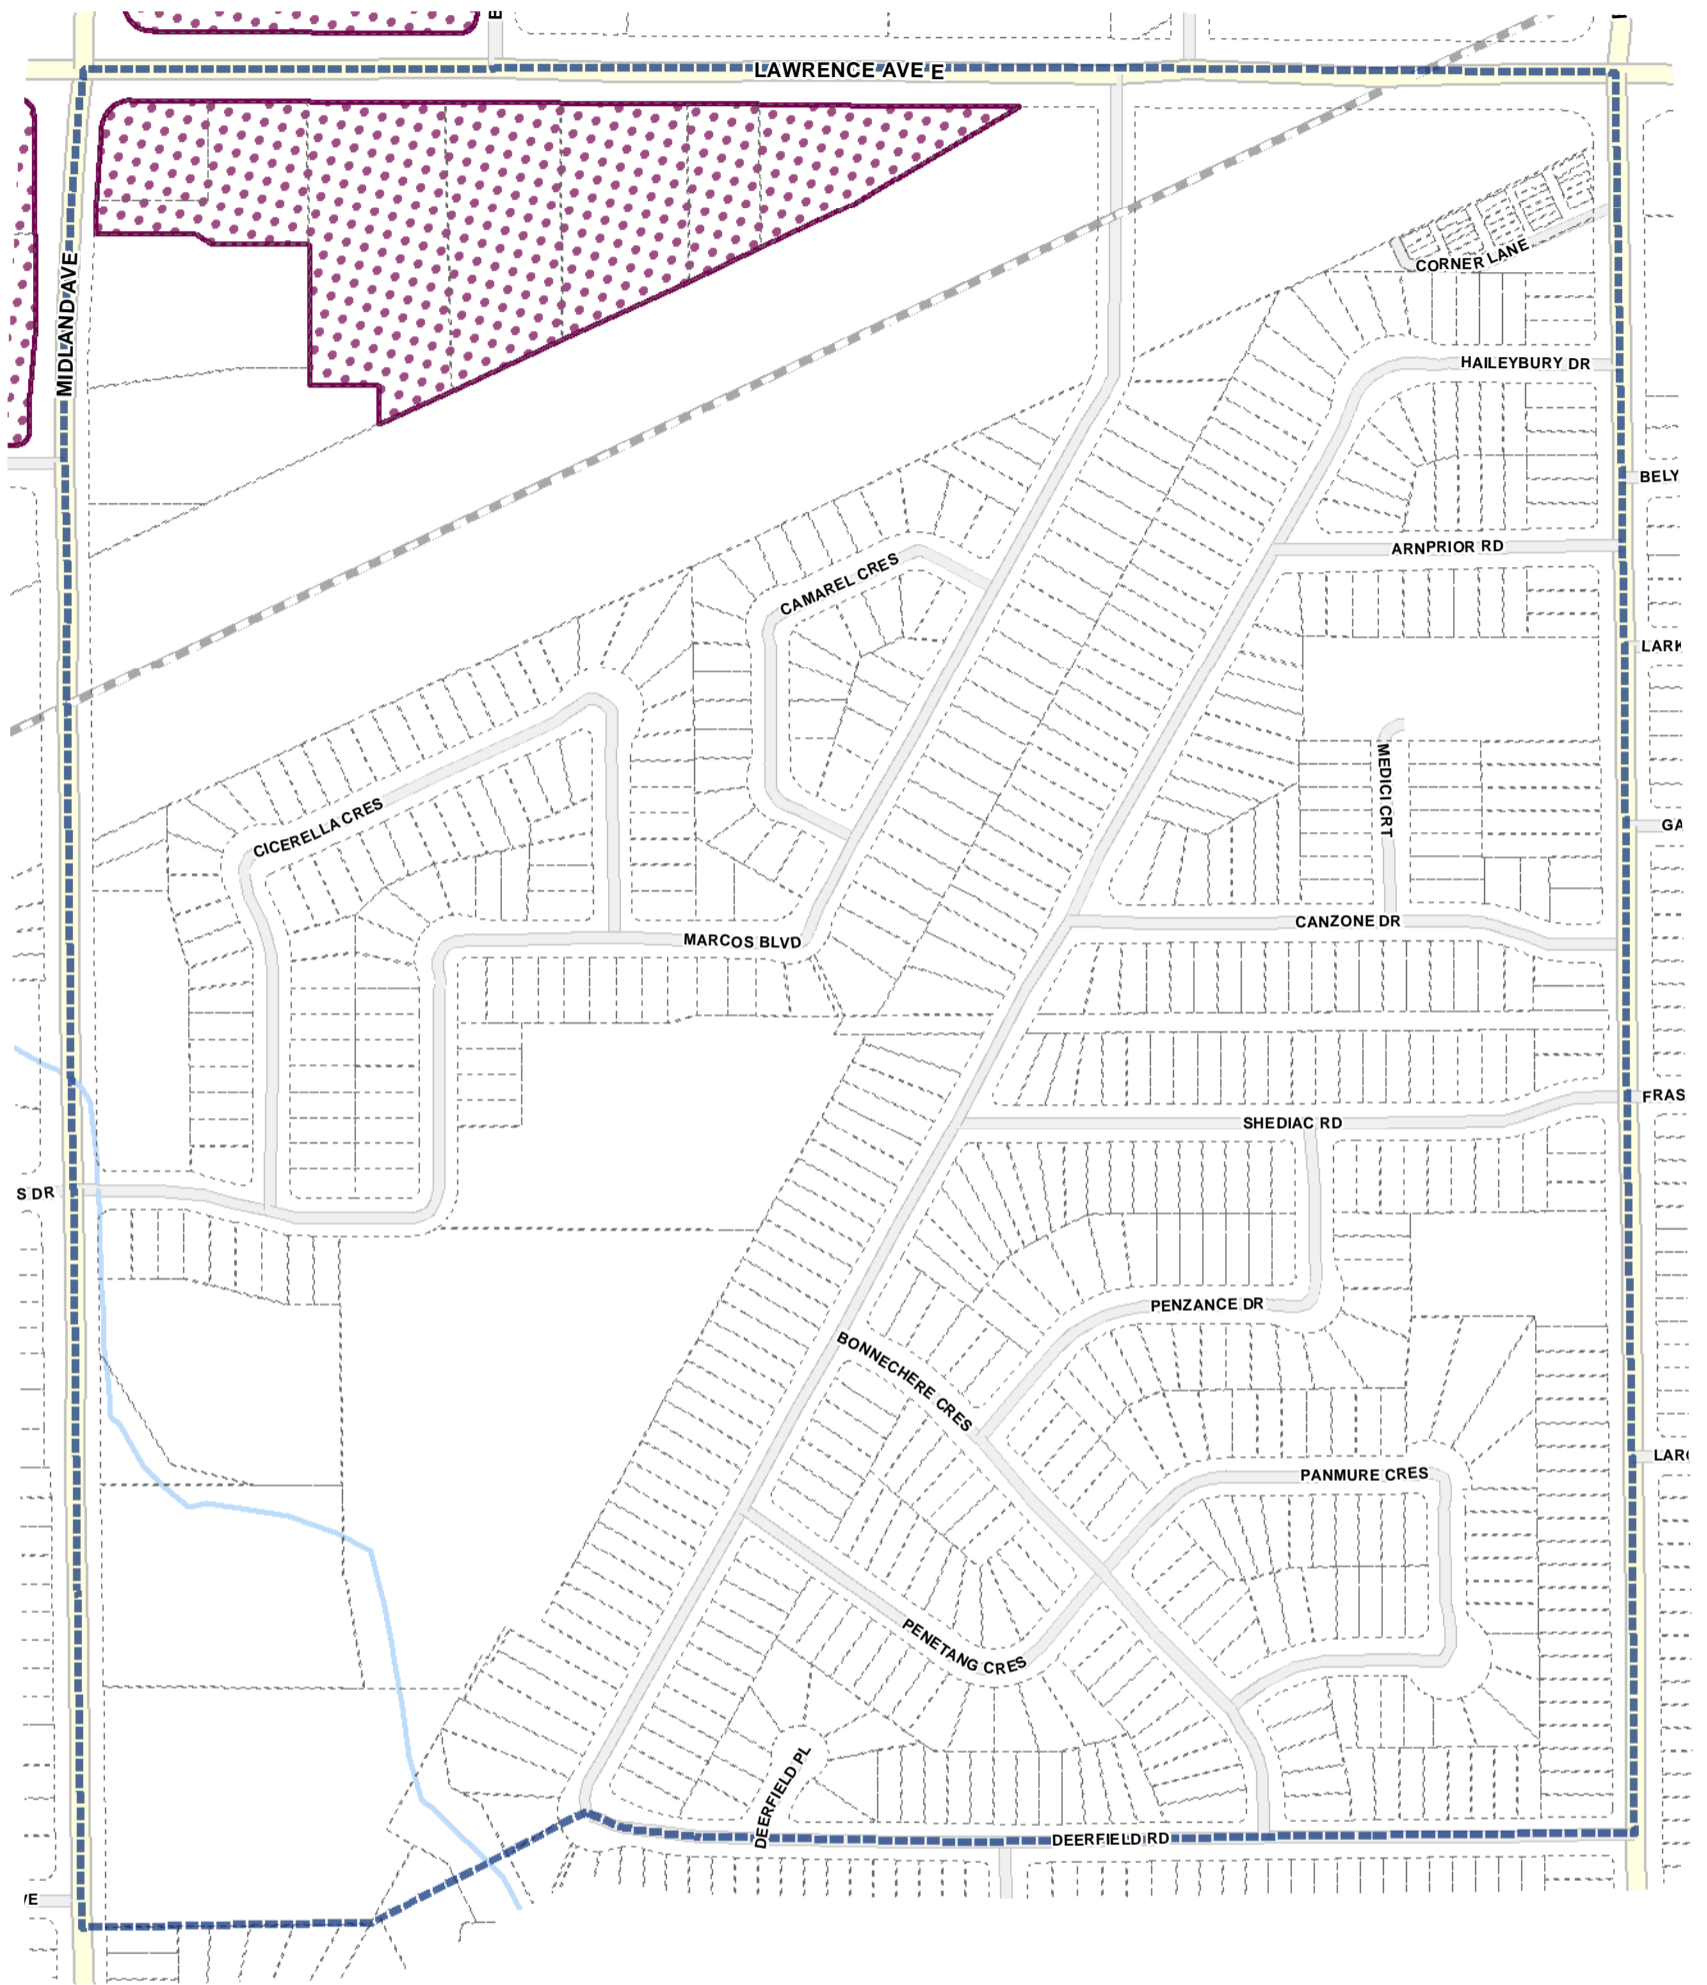 E
LAWRENCE AVE E
MIDLAND AVE
CORNER LANE
HAILEYBURY DR
BELY
ARNPRIOR RD
CAMAREL CRES
LARK
MEDICI CRT
CICERELLA CRES
GA
CANZONE DR
MARCOS BLVD
FRAS
SHEDIAC RD
S DR
PENZANCE DR
BONNECHERE CRES
PANMURE CRES
PENETANG CRES
DEERFIELD PL
DEERFIELD RD